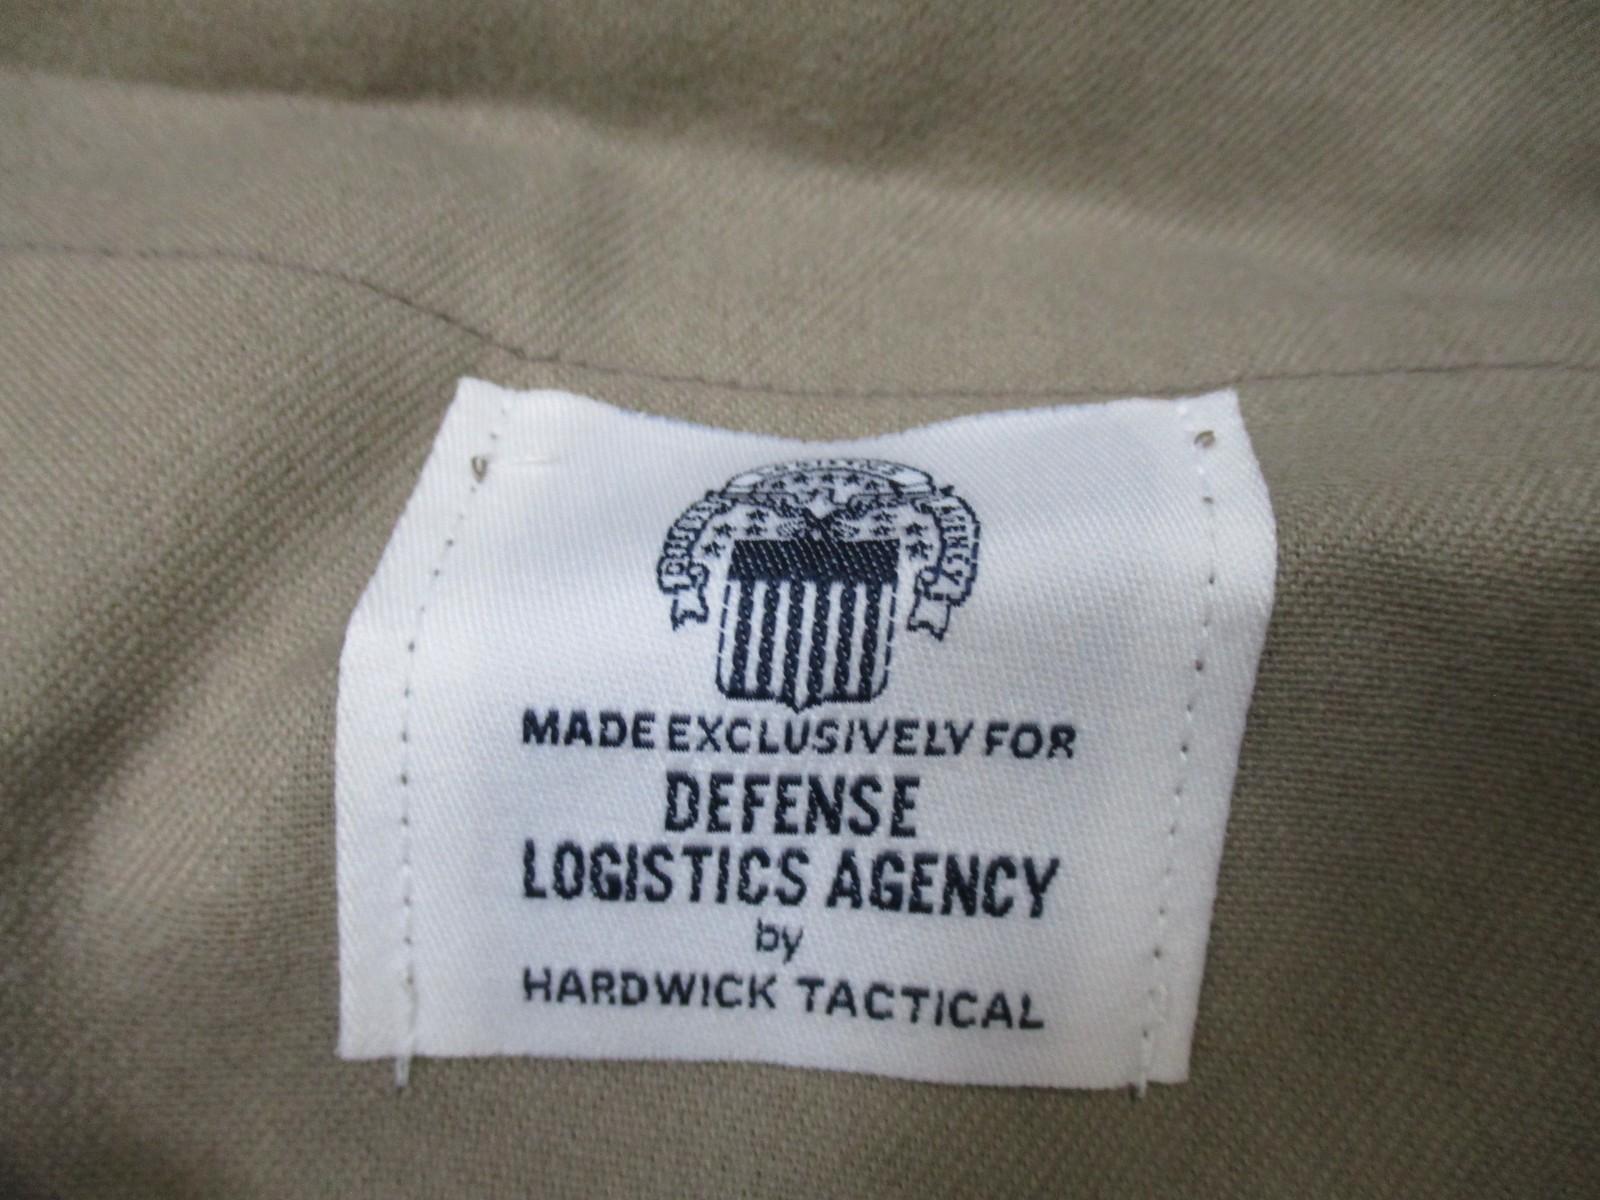 MADE EXCLUSIVELY FOR
DEFENSE
LOGISTICS AGENCY
by
HARDWICK TACTICAL